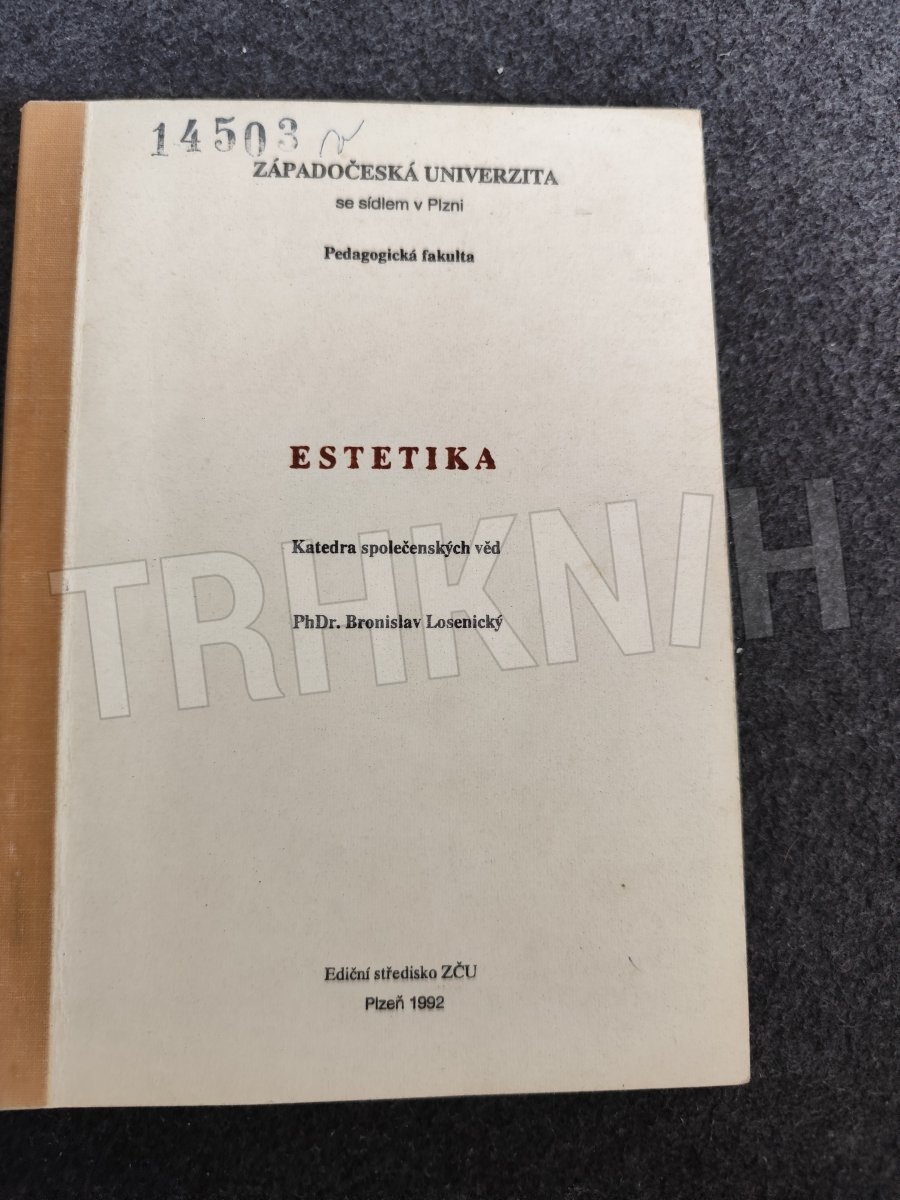 14503
ZÁPADOČESKÁ UNIVERZITA
se sídlem v Plzni
Pedagogická fakulta
ESTETIKA
Katedra společenských věd
PhDr. Bronislav Losenický
TRHKNIH
Ediční středisko ZČU
Plzeň 1992